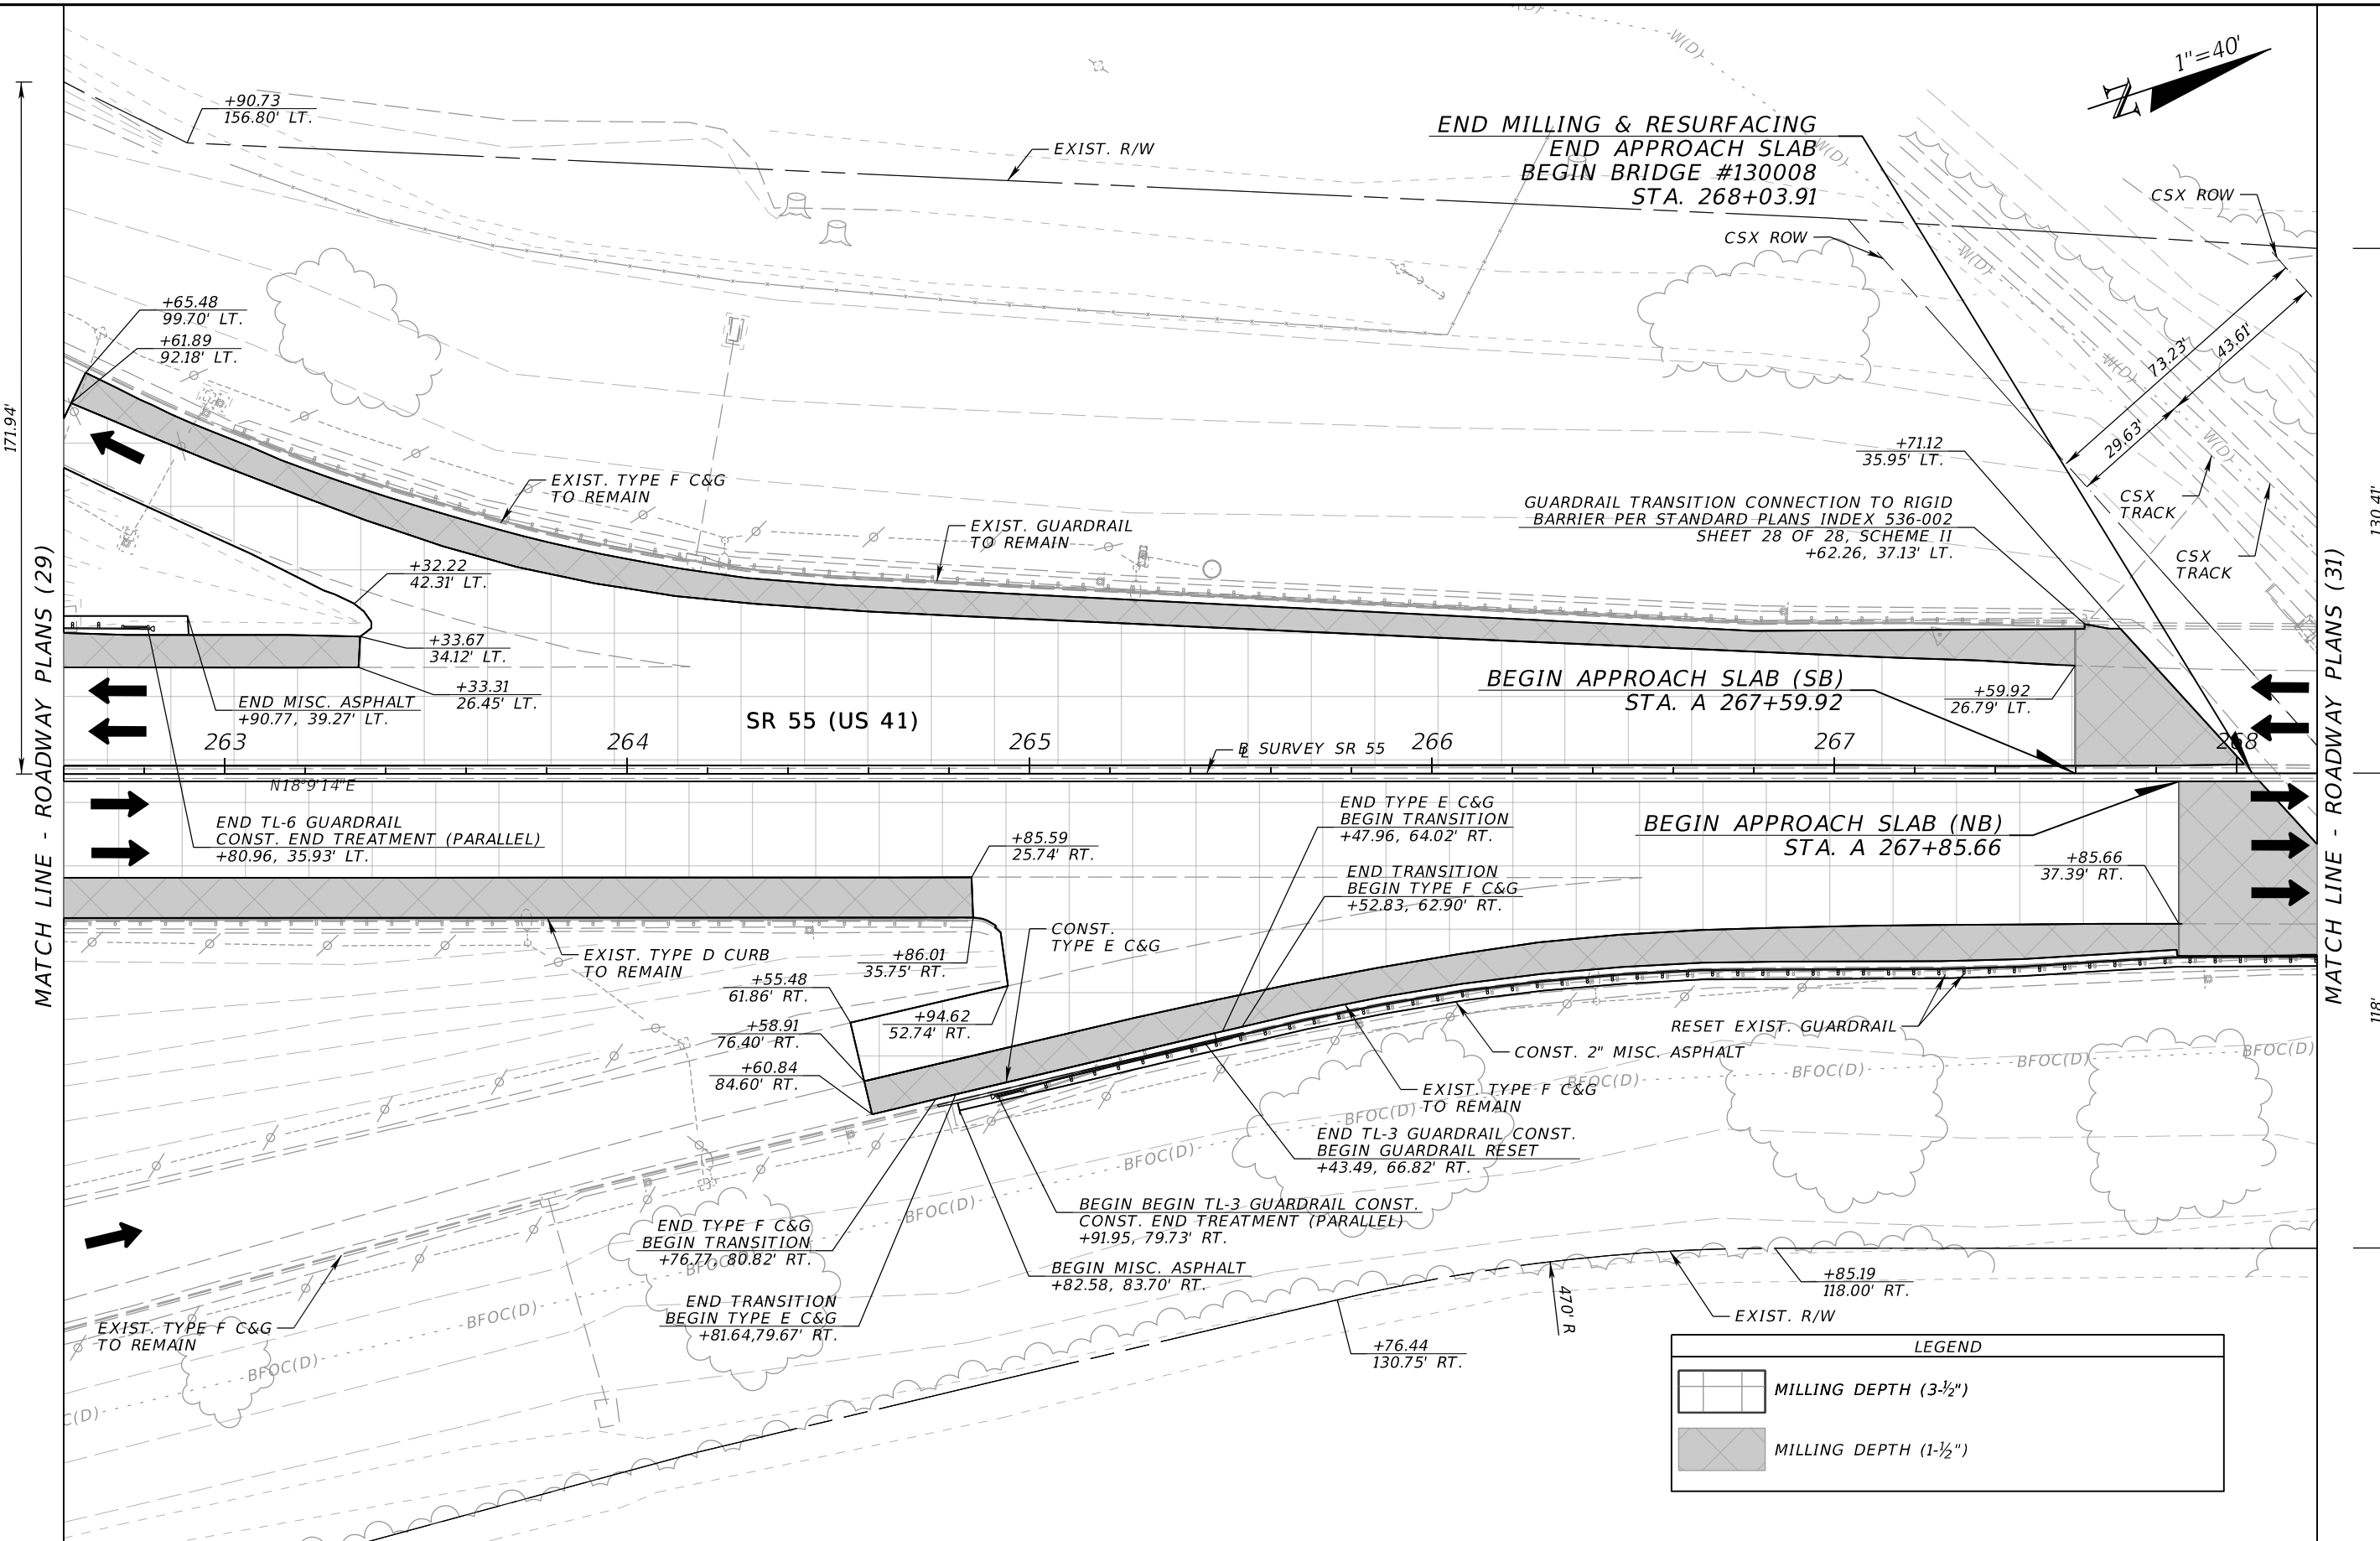 1"=40'
N
W(D)
+90.73
156.80' LT.
EXIST. R/W
END MILLING & RESURFACING
END APPROACH SLAB
BEGIN BRIDGE #130008
STA. 268+03.91
W(D)
CSX ROW
CSX ROW
W(D)
+65.48
99.70' LT.
+61.89
92.18' LT.
73.23'
43.61'
29.63'
W(D)
W(D)
171.94'
+71.12
35.95' LT.
EXIST. TYPE F C&G
TO REMAIN
EXIST. GUARDRAIL
TO REMAIN
GUARDRAIL TRANSITION CONNECTION TO RIGID
BARRIER PER STANDARD PLANS INDEX 536-002
SHEET 28 OF 28, SCHEME II
+62.26, 37.13' LT.
CSX
TRACK
CSX
TRACK
130.41'
+32.22
42.31' LT.
+33.67
34.12' LT.
+33.31
26.45' LT.
END MISC. ASPHALT
+90.77, 39.27' LT.
BEGIN APPROACH SLAB (SB)
STA. A 267+59.92
+59.92
26.79' LT.
SR 55 (US 41)
263
264
265
266
267
268
BL SURVEY SR 55
N18°9'14"E
MATCH LINE - ROADWAY PLANS (29)
MATCH LINE - ROADWAY PLANS (31)
END TL-6 GUARDRAIL
CONST. END TREATMENT (PARALLEL)
+80.96, 35.93' LT.
+85.59
25.74' RT.
END TYPE E C&G
BEGIN TRANSITION
+47.96, 64.02' RT.
END TRANSITION
BEGIN TYPE F C&G
+52.83, 62.90' RT.
BEGIN APPROACH SLAB (NB)
STA. A 267+85.66
+85.66
37.39' RT.
EXIST. TYPE D CURB
TO REMAIN
CONST.
TYPE E C&G
+86.01
35.75' RT.
+55.48
61.86' RT.
+94.62
52.74' RT.
+58.91
76.40' RT.
+60.84
84.60' RT.
118'
RESET EXIST. GUARDRAIL
CONST. 2" MISC. ASPHALT
EXIST. TYPE F C&G
TO REMAIN
BFOC(D)
BFOC(D)
BFOC(D)
BFOC(D)
BFOC(D)
BFOC(D)
BFOC(D)
BFOC(D)
BFOC(D)
BFOC(D)
END TL-3 GUARDRAIL CONST.
BEGIN GUARDRAIL RESET
+43.49, 66.82' RT.
BEGIN BEGIN TL-3 GUARDRAIL CONST.
CONST. END TREATMENT (PARALLEL)
+91.95, 79.73' RT.
END TYPE F C&G
BEGIN TRANSITION
+76.77, 80.82' RT.
BEGIN MISC. ASPHALT
+82.58, 83.70' RT.
END TRANSITION
BEGIN TYPE E C&G
+81.64,79.67' RT.
EXIST. TYPE F C&G
TO REMAIN
470' R
+85.19
118.00' RT.
EXIST. R/W
+76.44
130.75' RT.
LEGEND
MILLING DEPTH (3-½")
MILLING DEPTH (1-½")